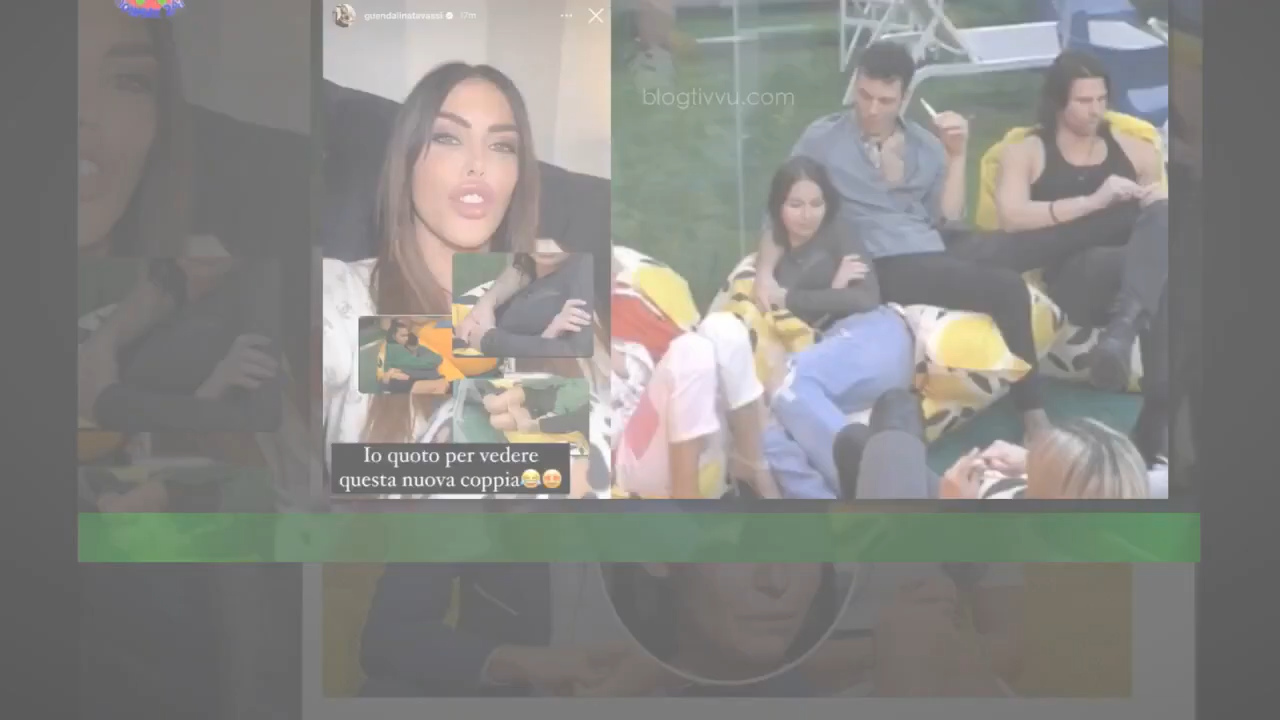 guendalinatavassi 17m
blogtivvu.com
Io quoto per vedere
questa nuova coppia😂🤩